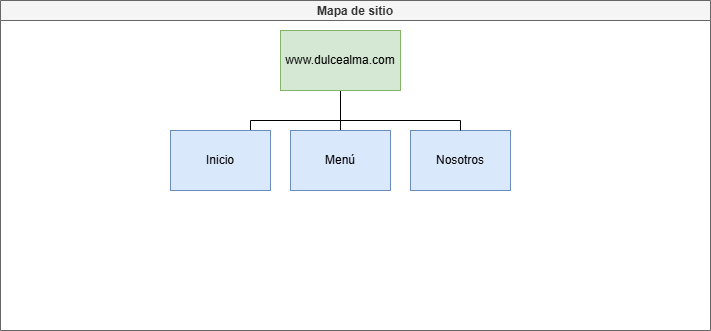 Mapa de sitio
www.dulcealma.com
Inicio
Menú
Nosotros